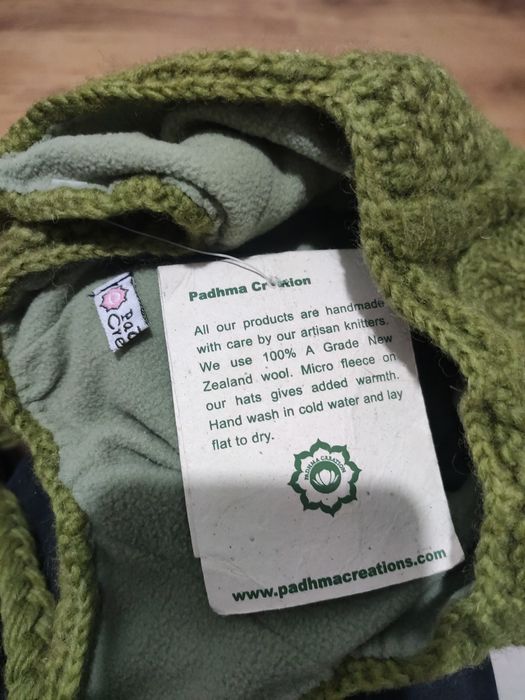 Padhma Creation
All our products are handmade
with care by our artisan knitters.
We use 100% A Grade New
Zealand wool. Micro fleece on
our hats gives added warmth.
Hand wash in cold water and lay
flat to dry.
PADHMA CREATION
www.padhmacreations.com